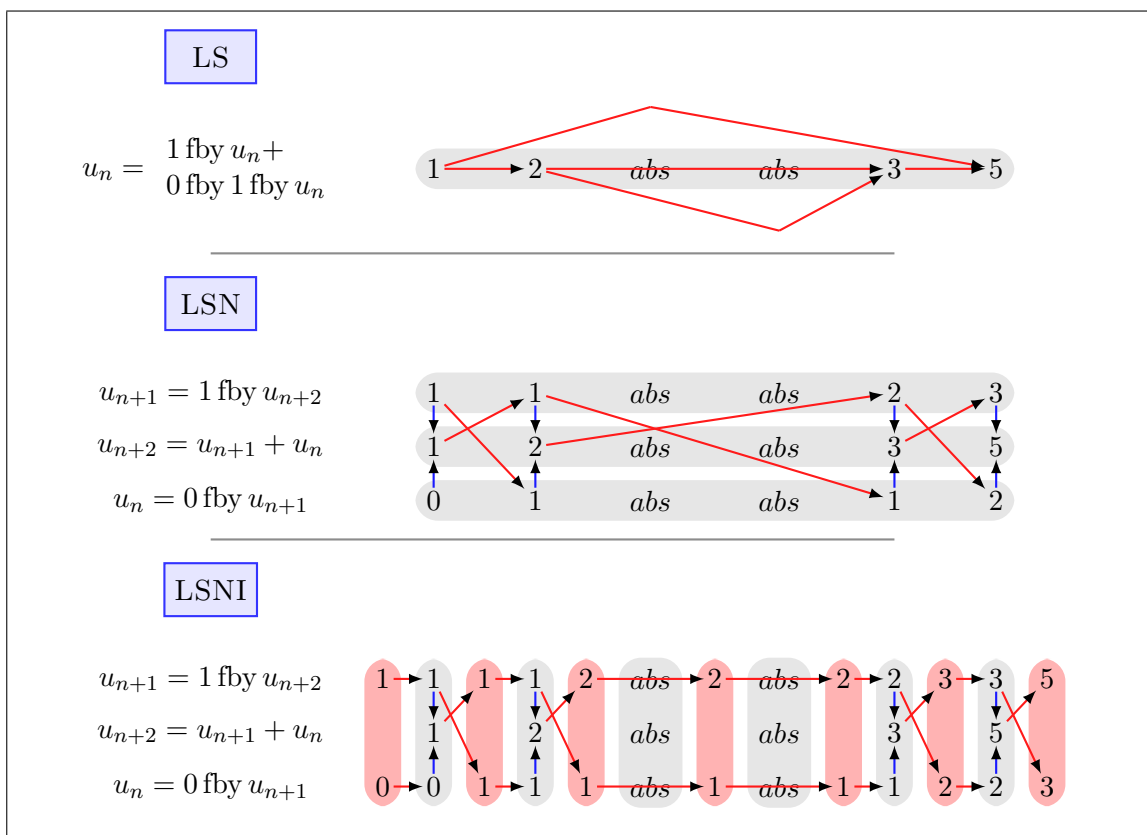 LS
u_n = 1 fby u_n+
0 fby 1 fby u_n
1 2 abs abs 3 5
LSN
u_{n+1} = 1 fby u_{n+2} 1 1 abs abs 2 3
u_{n+2} = u_{n+1} + u_n 1 2 abs abs 3 5
u_n = 0 fby u_{n+1} 0 1 abs abs 1 2
LSNI
u_{n+1} = 1 fby u_{n+2} 1 1 1 1 2 abs 2 abs 2 2 3 3 5
u_{n+2} = u_{n+1} + u_n 1 2 abs abs 3 5
u_n = 0 fby u_{n+1} 0 0 1 1 1 abs 1 abs 1 1 2 2 3